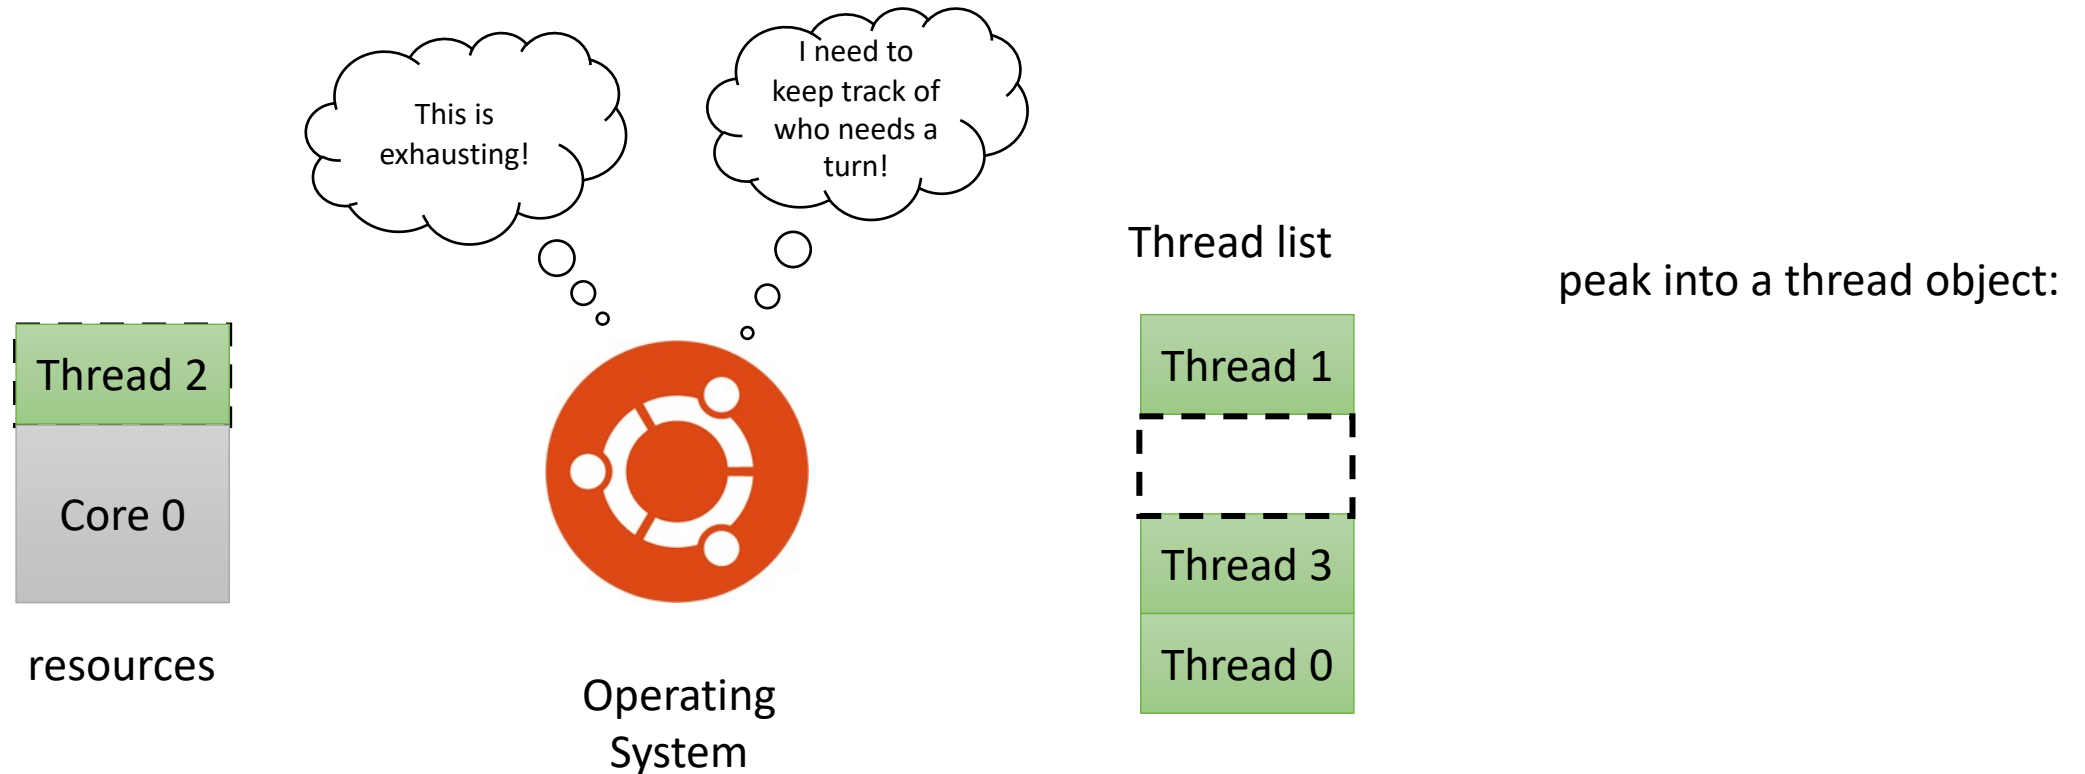 This is
exhausting!
I need to
keep track of
who needs a
turn!
Thread list
peak into a thread object:
Thread 2
Core 0
resources
Operating
System
Thread 1
Thread 3
Thread 0